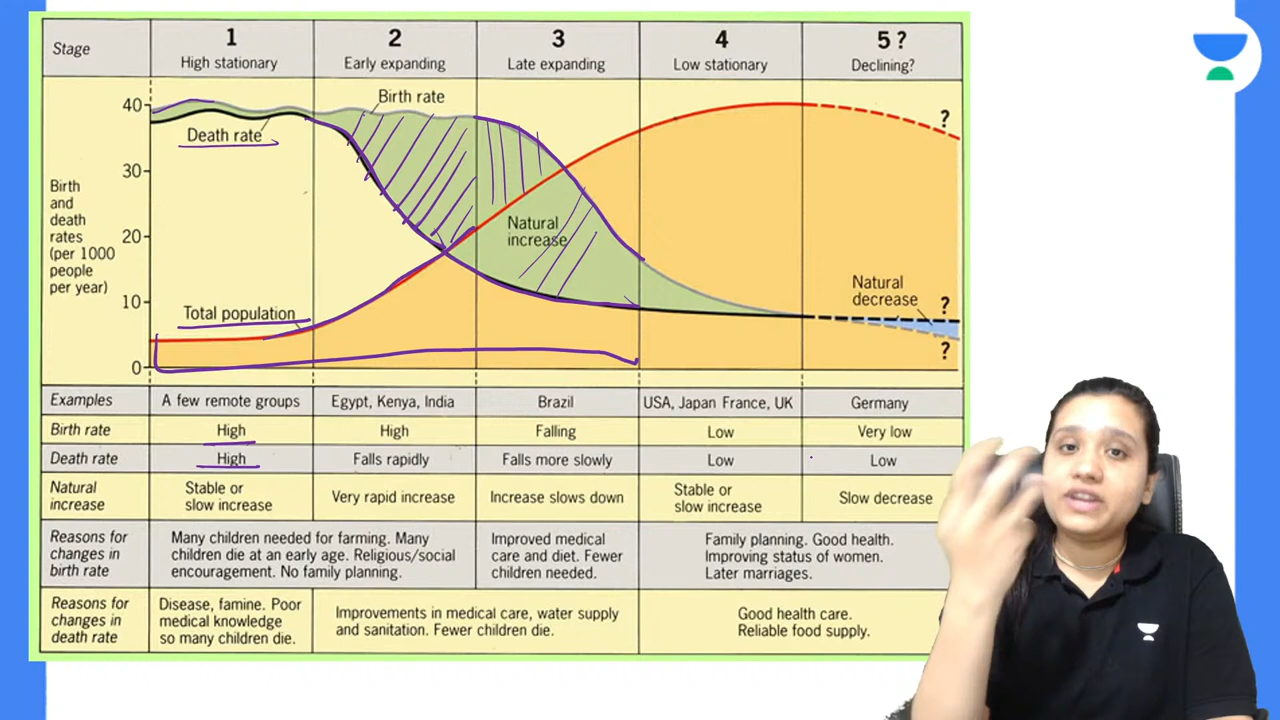 Stage
1
High stationary
2
Early expanding
3
Late expanding
4
Low stationary
5 ?
Declining?
Birth
and
death
rates
(per 1000
people
per year)
40
30
20
10
0
Birth rate
Death rate
Natural
increase
Total population
Natural
decrease
?
?
?
Examples
A few remote groups
Egypt, Kenya, India
Brazil
USA, Japan France, UK
Germany
Birth rate
High
High
Falling
Low
Very low
Death rate
High
Falls rapidly
Falls more slowly
Low
Low
Natural
increase
Stable or
slow increase
Very rapid increase
Increase slows down
Stable or
slow increase
Slow decrease
Reasons for
changes in
birth rate
Many children needed for farming. Many
children die at an early age. Religious/social
encouragement. No family planning.
Improved medical
care and diet. Fewer
children needed.
Family planning. Good health.
Improving status of women.
Later marriages.
Reasons for
changes in
death rate
Disease, famine. Poor
medical knowledge
so many children die.
Improvements in medical care, water supply
and sanitation. Fewer children die.
Good health care.
Reliable food supply.